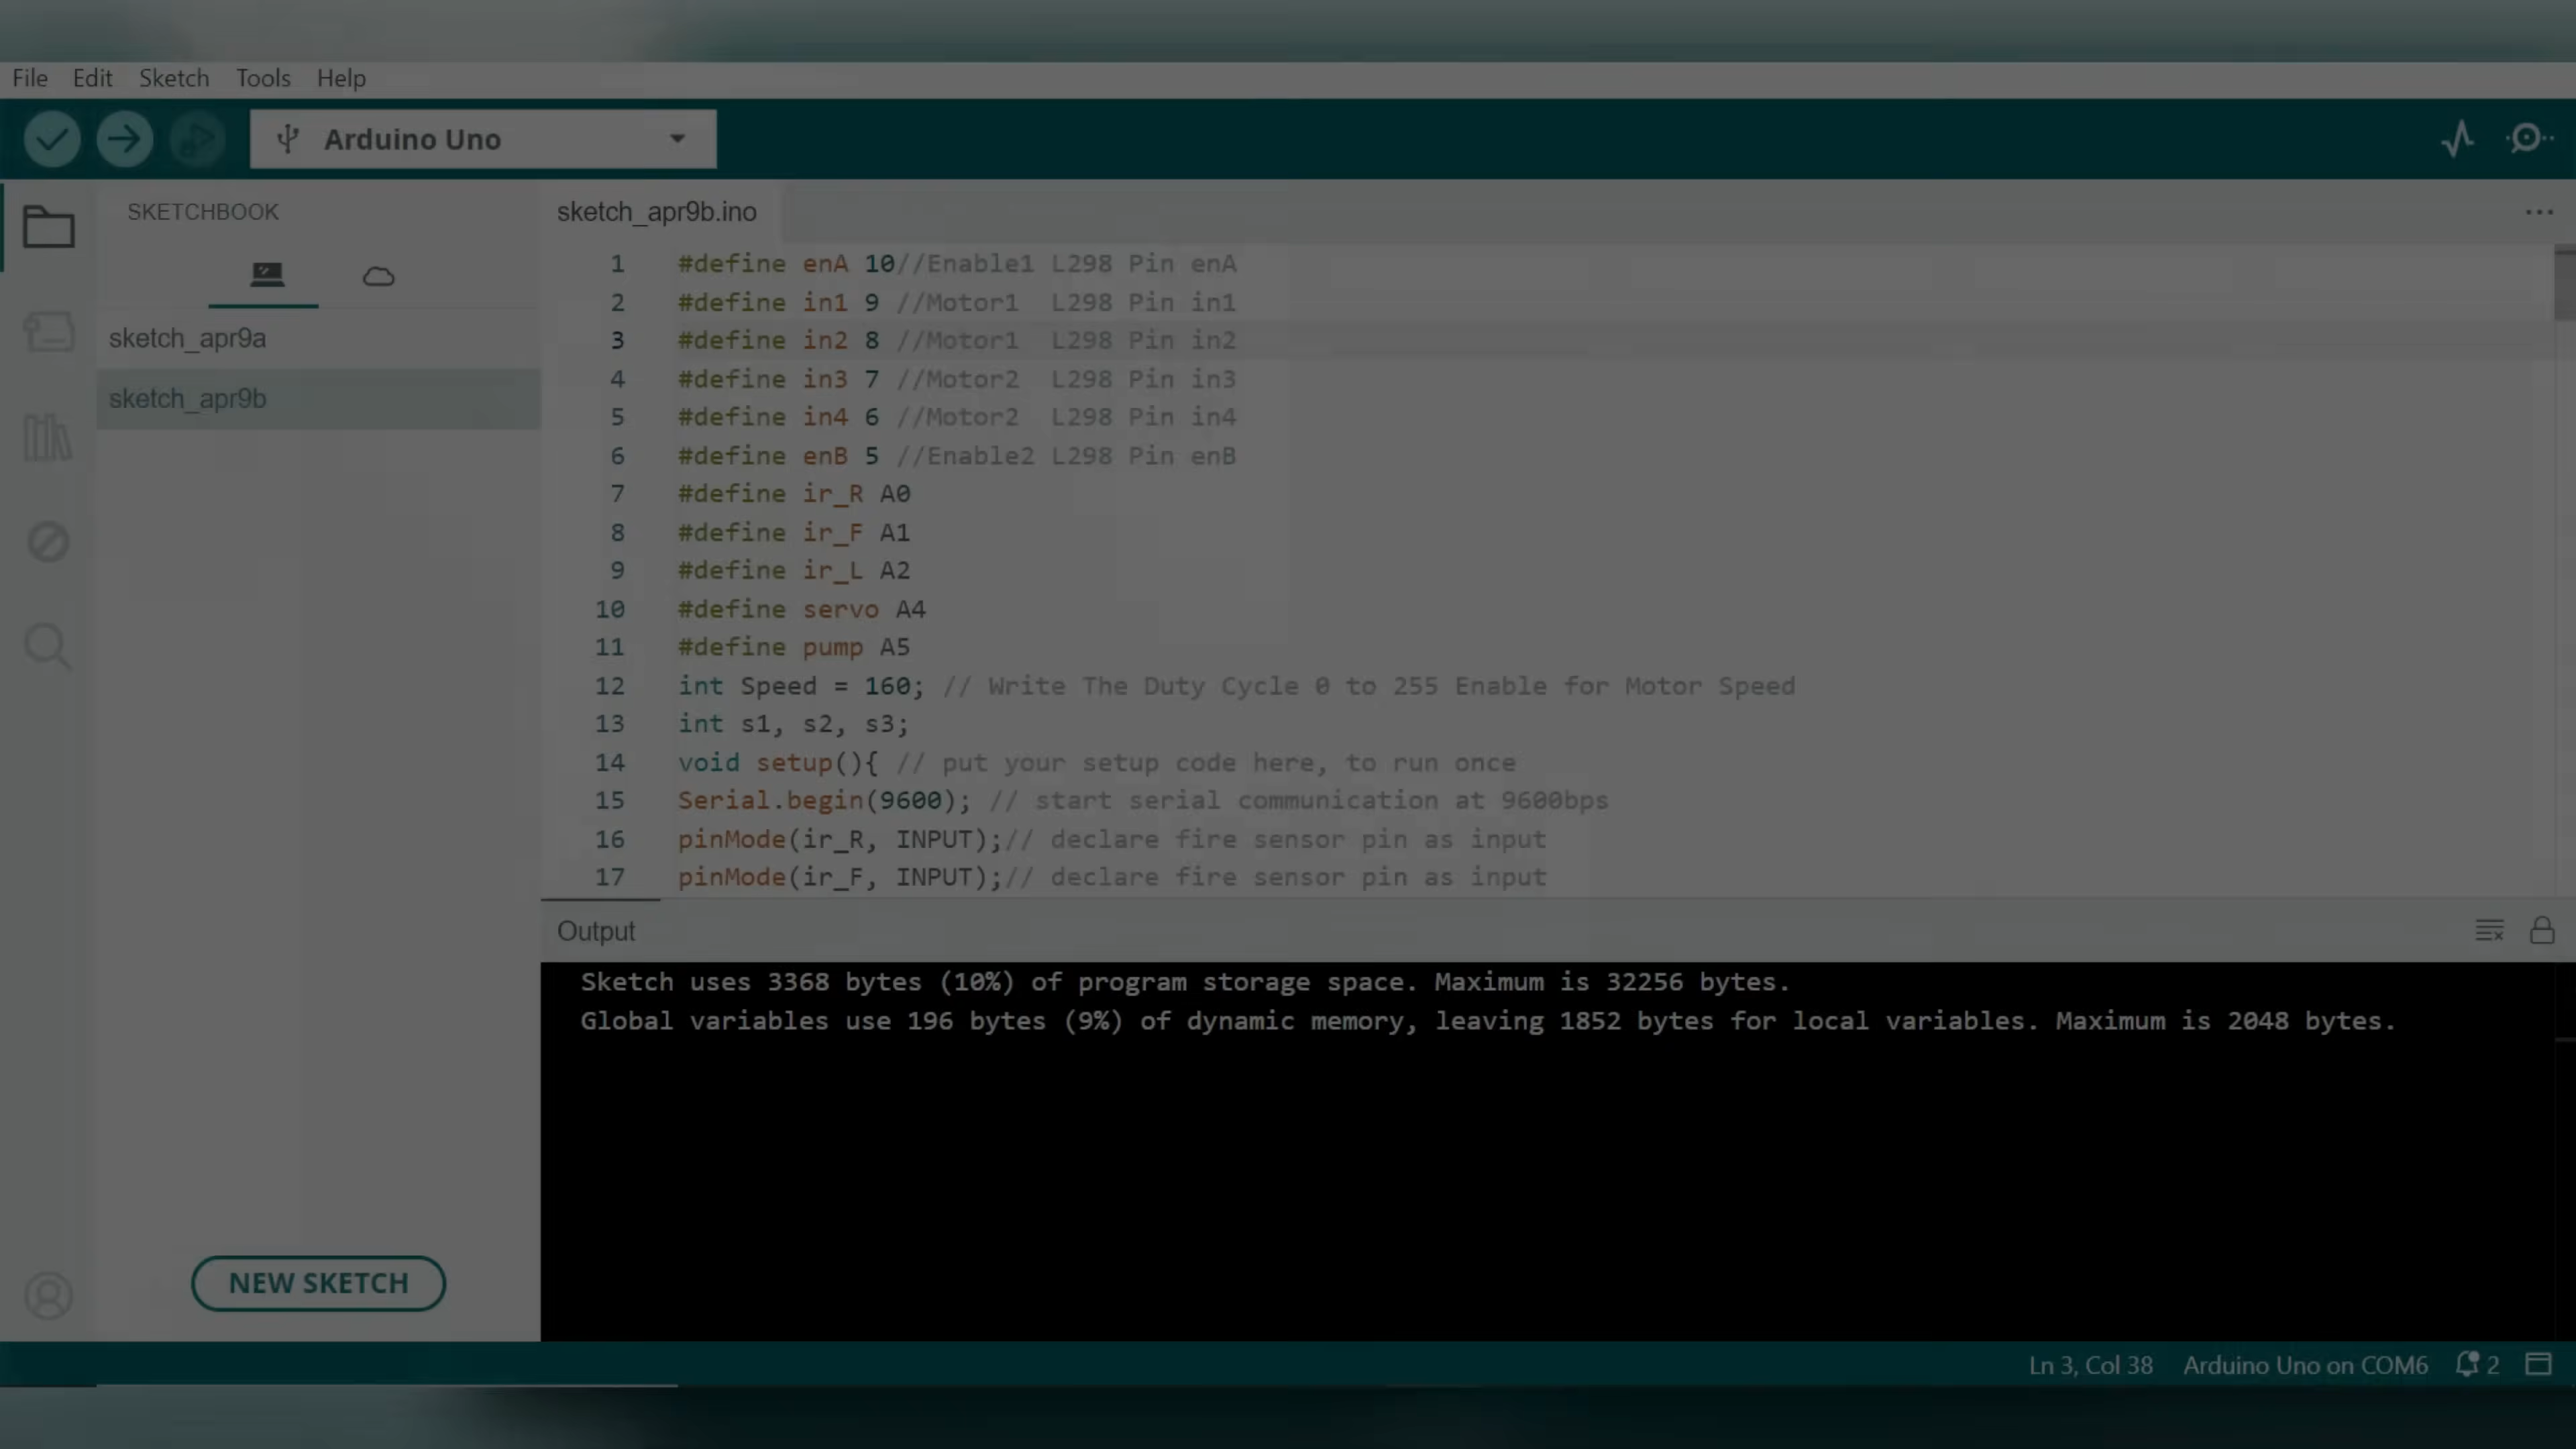 File Edit Sketch Tools Help
Arduino Uno
SKETCHBOOK
sketch_apr9a
sketch_apr9b
NEW SKETCH
sketch_apr9b.ino
1 #define enA 10//Enable1 L298 Pin enA
2 #define in1 9 //Motor1  L298 Pin in1
3 #define in2 8 //Motor1  L298 Pin in2
4 #define in3 7 //Motor2  L298 Pin in3
5 #define in4 6 //Motor2  L298 Pin in4
6 #define enB 5 //Enable2 L298 Pin enB
7 #define ir_R A0
8 #define ir_F A1
9 #define ir_L A2
10 #define servo A4
11 #define pump A5
12 int Speed = 160; // Write The Duty Cycle 0 to 255 Enable for Motor Speed
13 int s1, s2, s3;
14 void setup(){ // put your setup code here, to run once
15 Serial.begin(9600); // start serial communication at 9600bps
16 pinMode(ir_R, INPUT);// declare fire sensor pin as input
17 pinMode(ir_F, INPUT);// declare fire sensor pin as input
Output
Sketch uses 3368 bytes (10%) of program storage space. Maximum is 32256 bytes.
Global variables use 196 bytes (9%) of dynamic memory, leaving 1852 bytes for local variables. Maximum is 2048 bytes.
Ln 3, Col 38 Arduino Uno on COM6 2